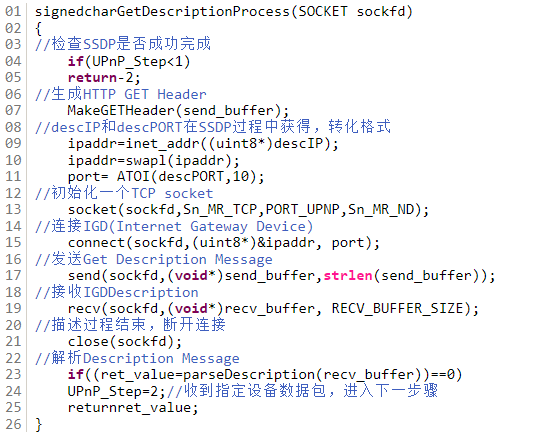 01 signedcharGetDescriptionProcess(SOCKET sockfd)
02 {
03 //检查SSDP是否成功完成
04 if(UPnP_Step<1)
05 return-2;
06 //生成HTTP GET Header
07 MakeGETHeader(send_buffer);
08 //descIP和descPORT在SSDP过程中获得，转化格式
09 ipaddr=inet_addr((uint8*)descIP);
10 ipaddr=swapl(ipaddr);
11 port= ATOI(descPORT,10);
12 //初始化一个TCP socket
13 socket(sockfd,Sn_MR_TCP,PORT_UPNP,Sn_MR_ND);
14 //连接IGD(Internet Gateway Device)
15 connect(sockfd,(uint8*)&ipaddr, port);
16 //发送Get Description Message
17 send(sockfd,(void*)send_buffer,strlen(send_buffer));
18 //接收IGDDescription
19 recv(sockfd,(void*)recv_buffer, RECV_BUFFER_SIZE);
20 //描述过程结束，断开连接
21 close(sockfd);
22 //解析Description Message
23 if((ret_value=parseDescription(recv_buffer))==0)
24 UPnP_Step=2;//收到指定设备数据包，进入下一步骤
25 returnret_value;
26 }